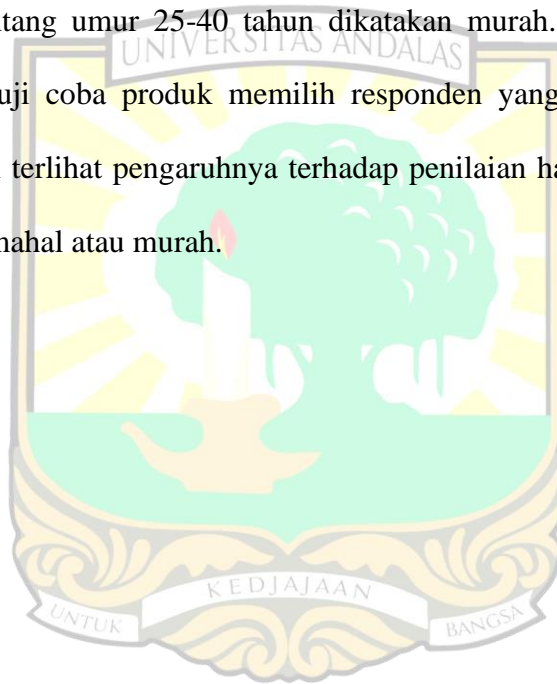 tang umur 25-40 tahun dikatakan murah.
UNIVERSITAS ANDALAS
uji coba produk memilih responden yang
terlihat pengaruhnya terhadap penilaian ha
nahal atau murah.
KEDJAJAAN
UNTUK
BANGSA